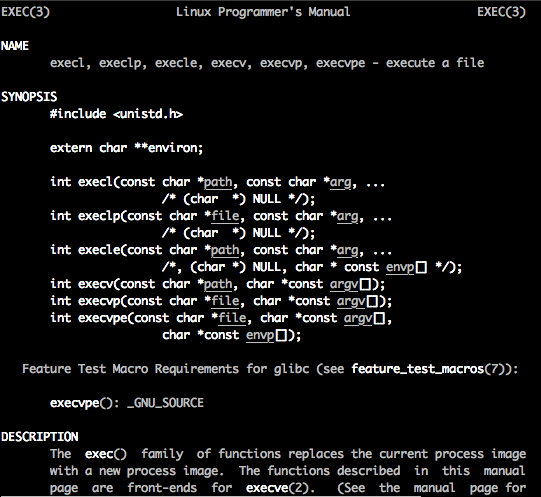 EXEC(3) Linux Programmer's Manual EXEC(3)
NAME
execl, execlp, execle, execv, execvp, execvpe - execute a file
SYNOPSIS
#include <unistd.h>
extern char **environ;
int execl(const char *path, const char *arg, ...
/* (char  *) NULL */);
int execlp(const char *file, const char *arg, ...
/* (char  *) NULL */);
int execle(const char *path, const char *arg, ...
/*, (char *) NULL, char * const envp[] */);
int execv(const char *path, char *const argv[]);
int execvp(const char *file, char *const argv[]);
int execvpe(const char *file, char *const argv[],
char *const envp[]);
Feature Test Macro Requirements for glibc (see feature_test_macros(7)):
execvpe(): _GNU_SOURCE
DESCRIPTION
The  exec()  family  of functions replaces the current process image
with a new process image.  The functions described  in  this  manual
page  are  front-ends  for  execve(2).  (See  the  manual  page  for